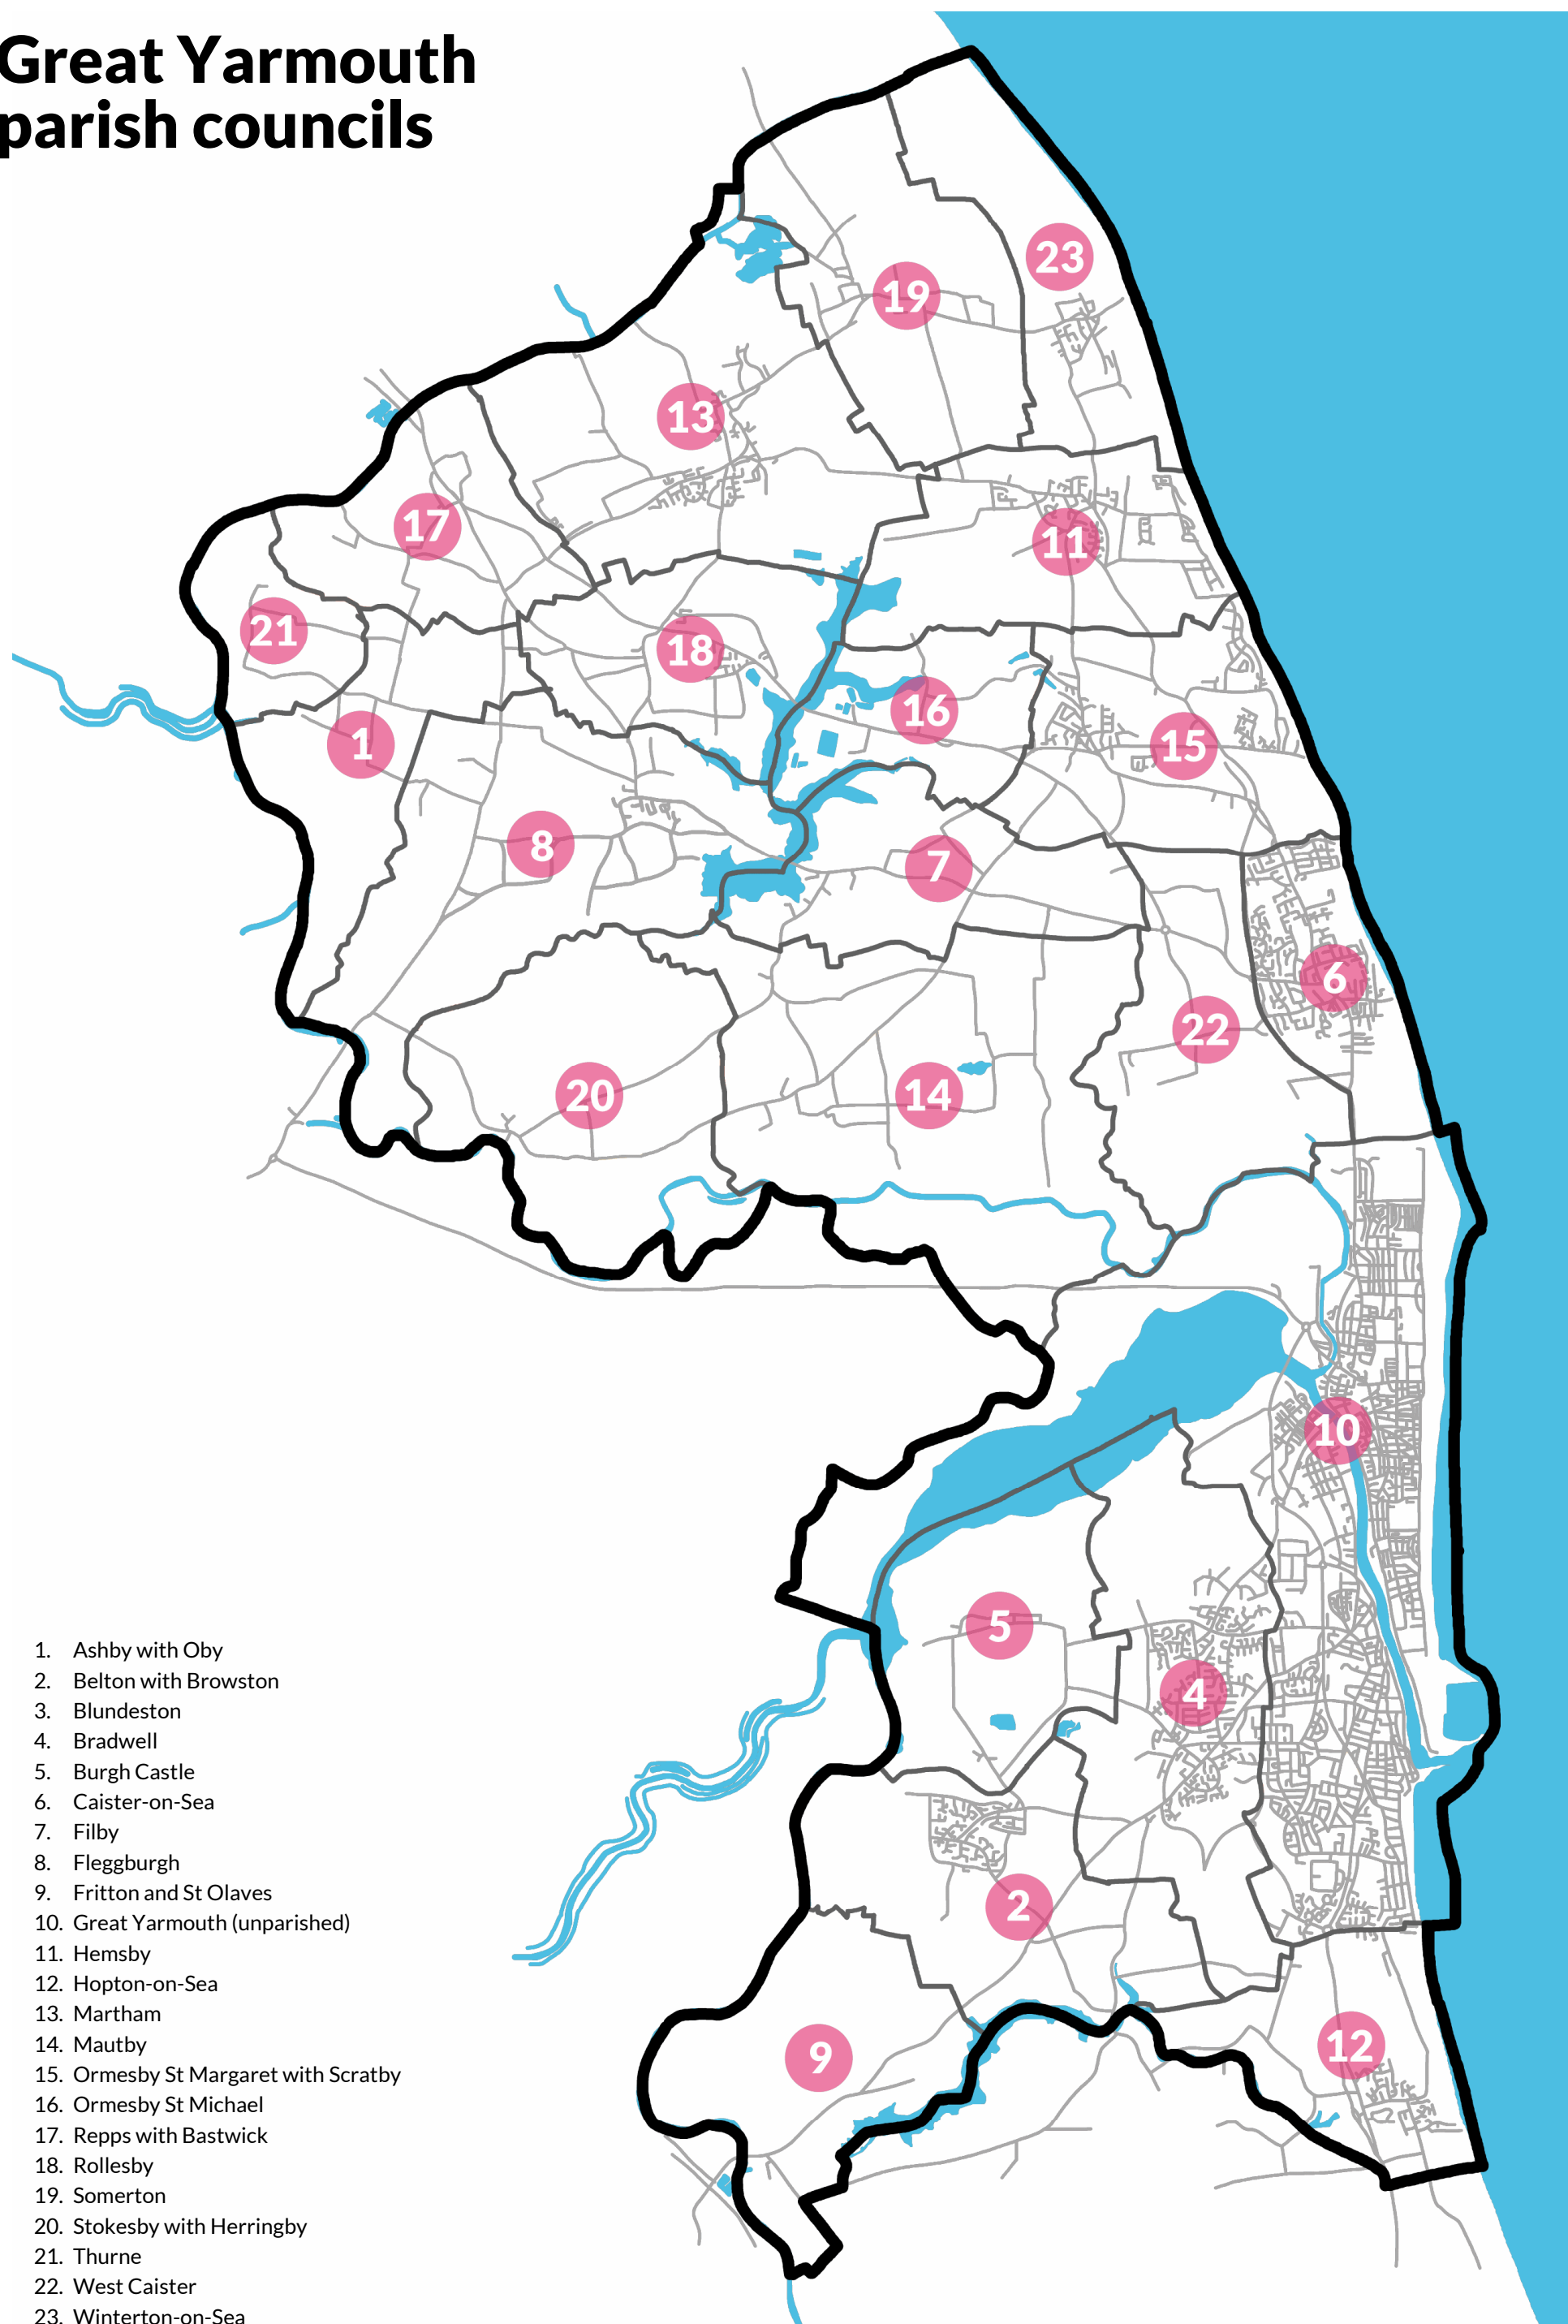 Great Yarmouth
parish councils
23
19
13
17
11
21
18
16
1
15
8
7
6
22
20
14
10
5
4
2
12
9
1. Ashby with Oby
2. Belton with Browston
3. Blundeston
4. Bradwell
5. Burgh Castle
6. Caister-on-Sea
7. Filby
8. Fleggburgh
9. Fritton and St Olaves
10. Great Yarmouth (unparished)
11. Hemsby
12. Hopton-on-Sea
13. Martham
14. Mautby
15. Ormesby St Margaret with Scratby
16. Ormesby St Michael
17. Repps with Bastwick
18. Rollesby
19. Somerton
20. Stokesby with Herringby
21. Thurne
22. West Caister
23. Winterton-on-Sea